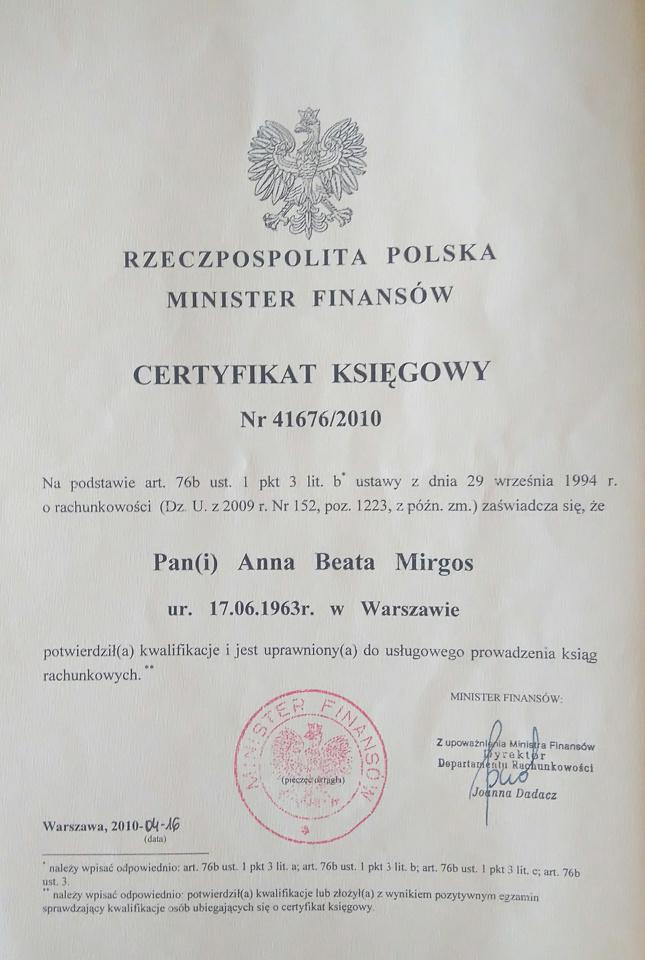 RZECZPOSPOLITA POLSKA
MINISTER FINANSÓW
CERTYFIKAT KSIĘGOWY
Nr 41676/2010
Na podstawie art. 76b ust. 1 pkt 3 lit. b* ustawy z dnia 29 września 1994 r.
o rachunkowości (Dz. U. z 2009 r. Nr 152, poz. 1223, z późn. zm.) zaświadcza się, że
Pan(i) Anna Beata Mirgos
ur. 17.06.1963r. w Warszawie
potwierdził(a) kwalifikacje i jest uprawniony(a) do usługowego prowadzenia ksiąg
rachunkowych.**
MINISTER FINANSÓW:
MINISTER FINANSÓW
(pieczęć okrągła)
Z upoważnienia Ministra Finansów
Dyrektor
Departamentu Rachunkowości
Joanna Dadacz
Warszawa, 2010-04-16
(data)
* należy wpisać odpowiednio: art. 76b ust. 1 pkt 3 lit. a; art. 76b ust. 1 pkt 3 lit. b; art. 76b ust. 1 pkt 3 lit. c; art. 76b
ust. 3.
** należy wpisać odpowiednio: potwierdził(a) kwalifikacje lub złożył(a) z wynikiem pozytywnym egzamin
sprawdzający kwalifikacje osób ubiegających się o certyfikat księgowy.